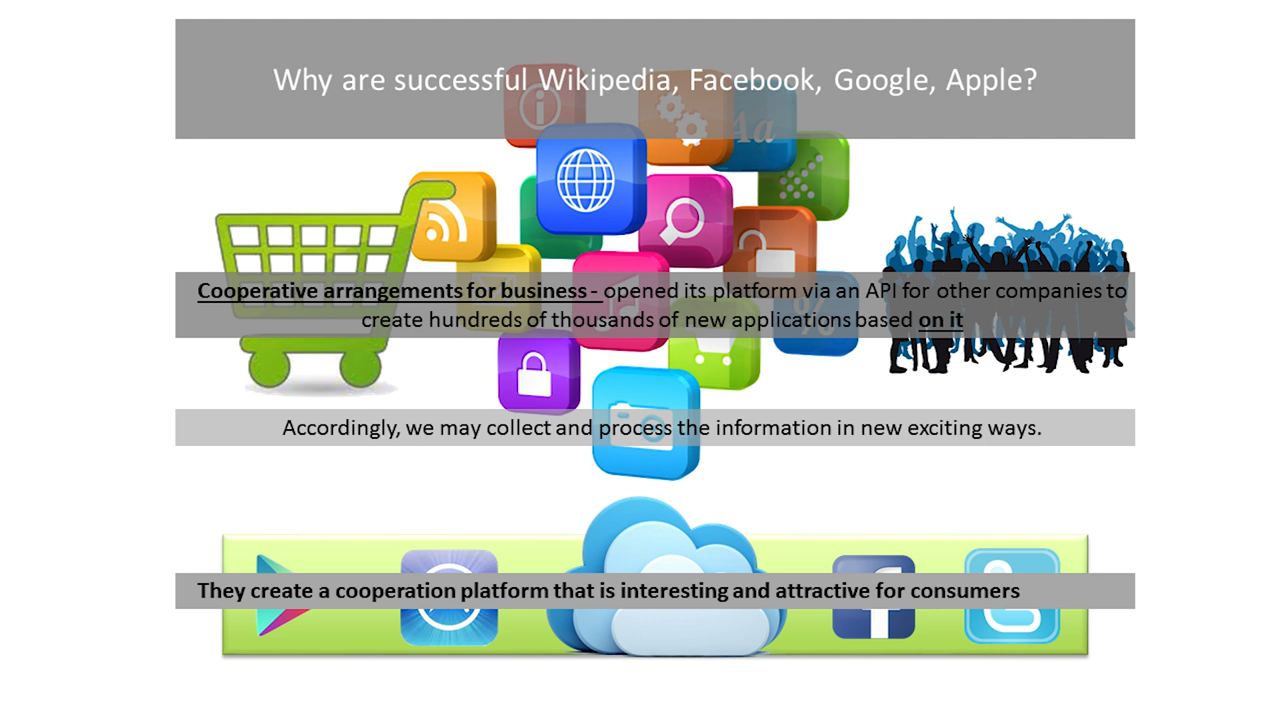 Why are successful Wikipedia, Facebook, Google, Apple?
Aa
Cooperative arrangements for business - opened its platform via an API for other companies to
create hundreds of thousands of new applications based on it
%
Accordingly, we may collect and process the information in new exciting ways.
They create a cooperation platform that is interesting and attractive for consumers